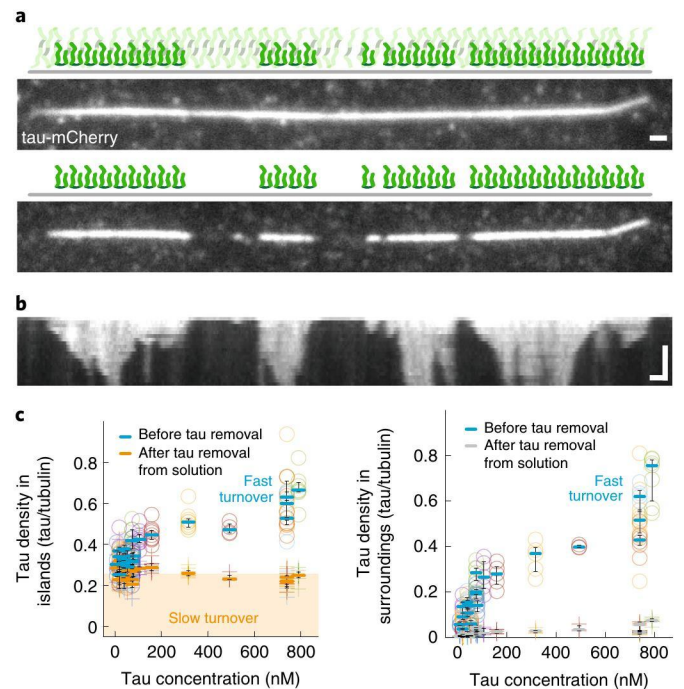 a
tau-mCherry
b
c
Before tau removal
After tau removal
from solution
Fast
turnover
Slow turnover
0.8
0.6
0.4
0.2
0
0 200 400 600 800
Tau density in
islands (tau/tubulin)
Tau concentration (nM)
Before tau removal
After tau removal
from solution
Fast
turnover
0.8
0.6
0.4
0.2
0
0 200 400 600 800
Tau density in
surroundings (tau/tubulin)
Tau concentration (nM)